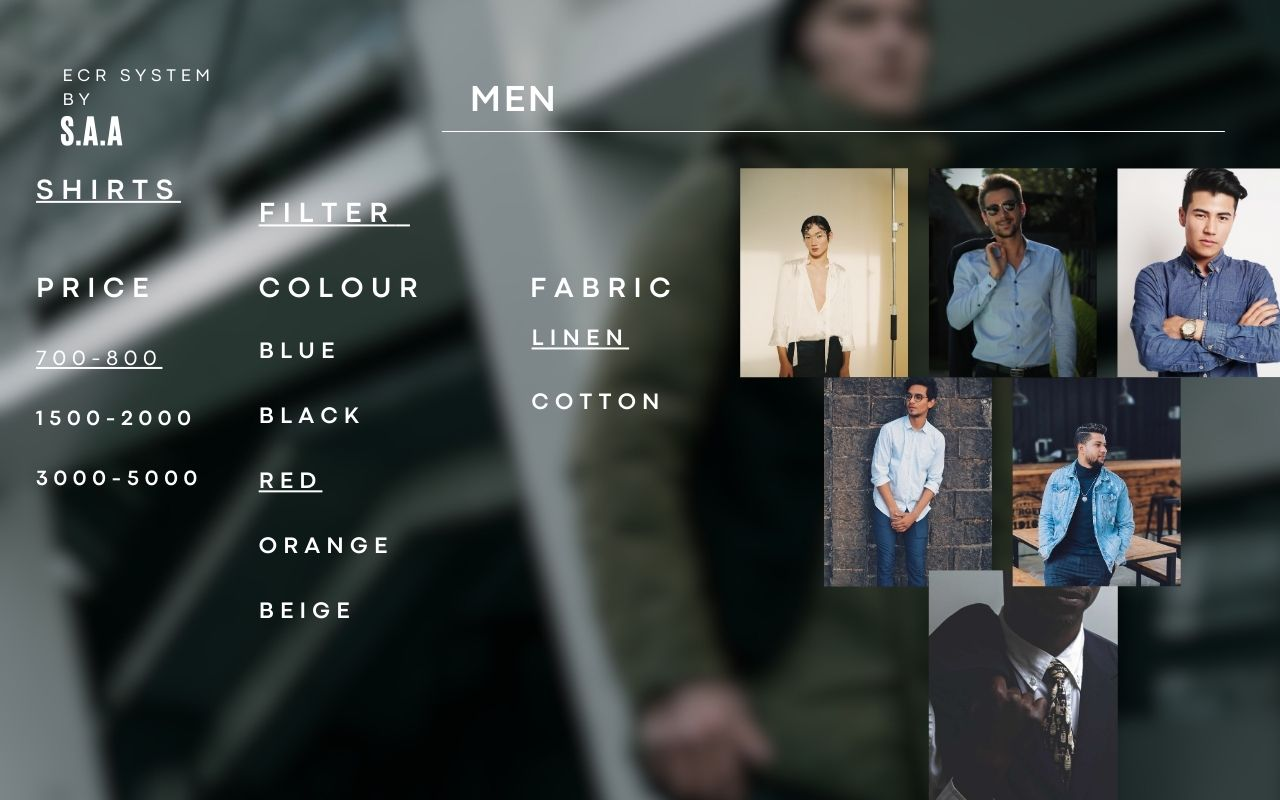 ECR SYSTEM
BY
S.A.A
MEN
SHIRTS
FILTER
PRICE
700-800
1500-2000
3000-5000
COLOUR
BLUE
BLACK
RED
ORANGE
BEIGE
FABRIC
LINEN
COTTON